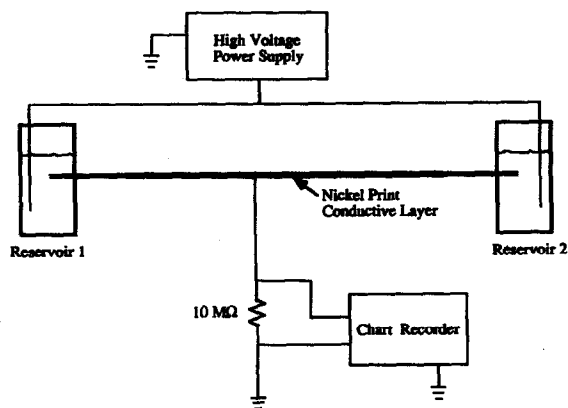 High Voltage
Power Supply
Nickel Print
Conductive Layer
Reservoir 1
Reservoir 2
10 MΩ
Chart Recorder